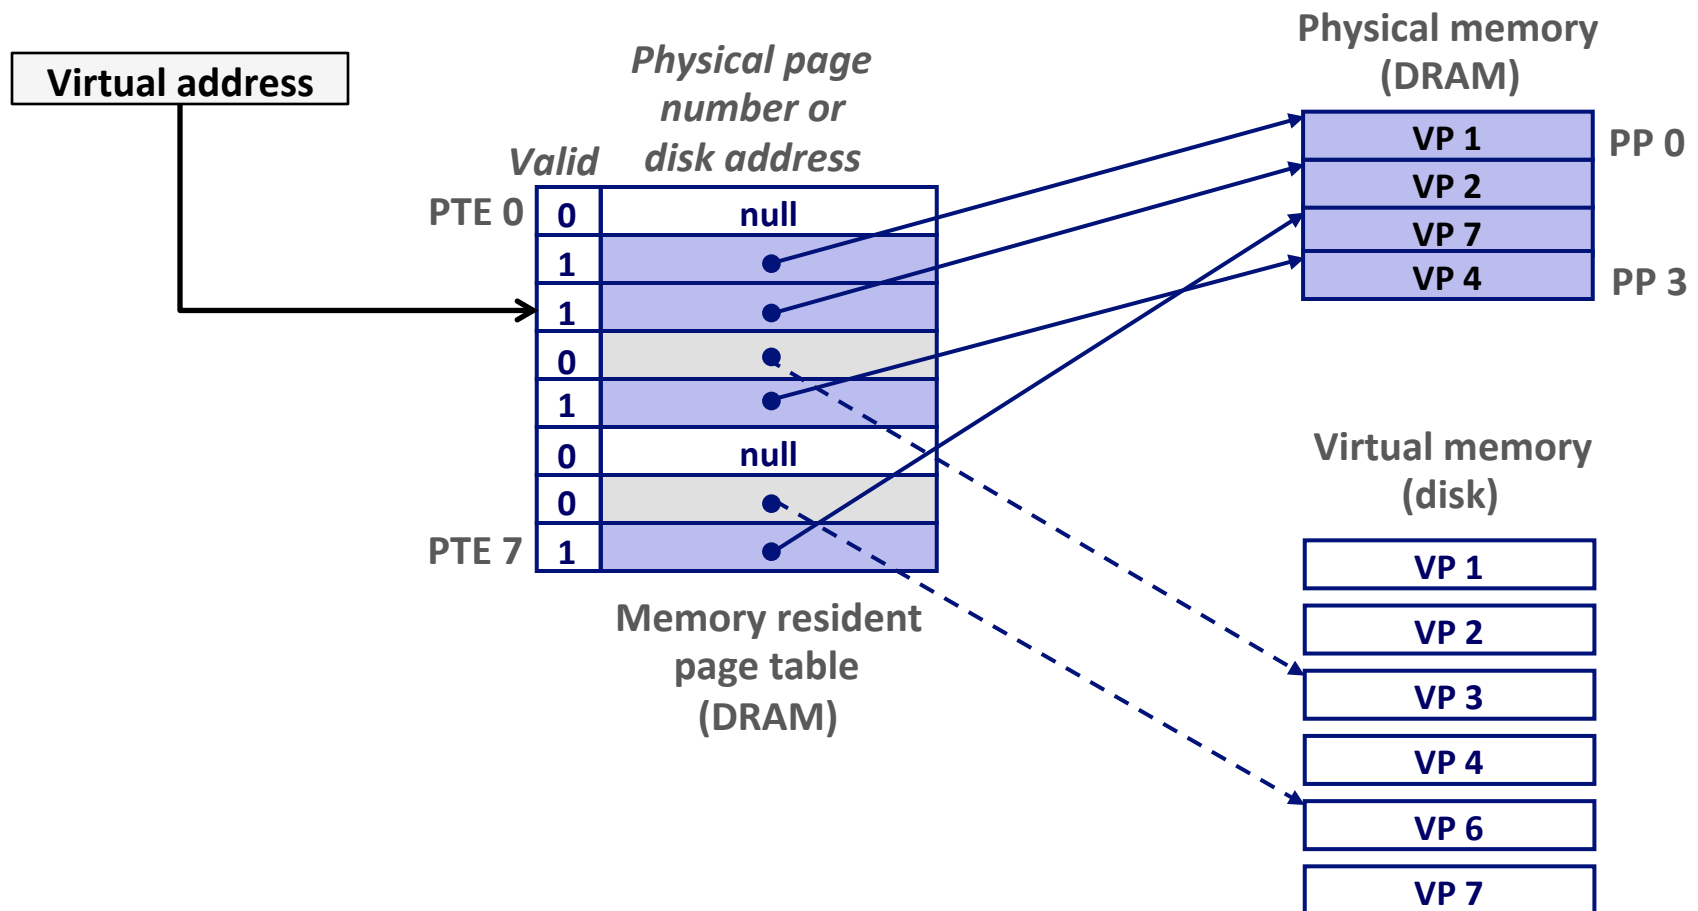 Virtual address
Physical page
number or
disk address
Valid
PTE 0
0
null
1
1
0
1
0
null
0
PTE 7
1
Memory resident
page table
(DRAM)
Physical memory
(DRAM)
VP 1
PP 0
VP 2
VP 7
VP 4
PP 3
Virtual memory
(disk)
VP 1
VP 2
VP 3
VP 4
VP 6
VP 7